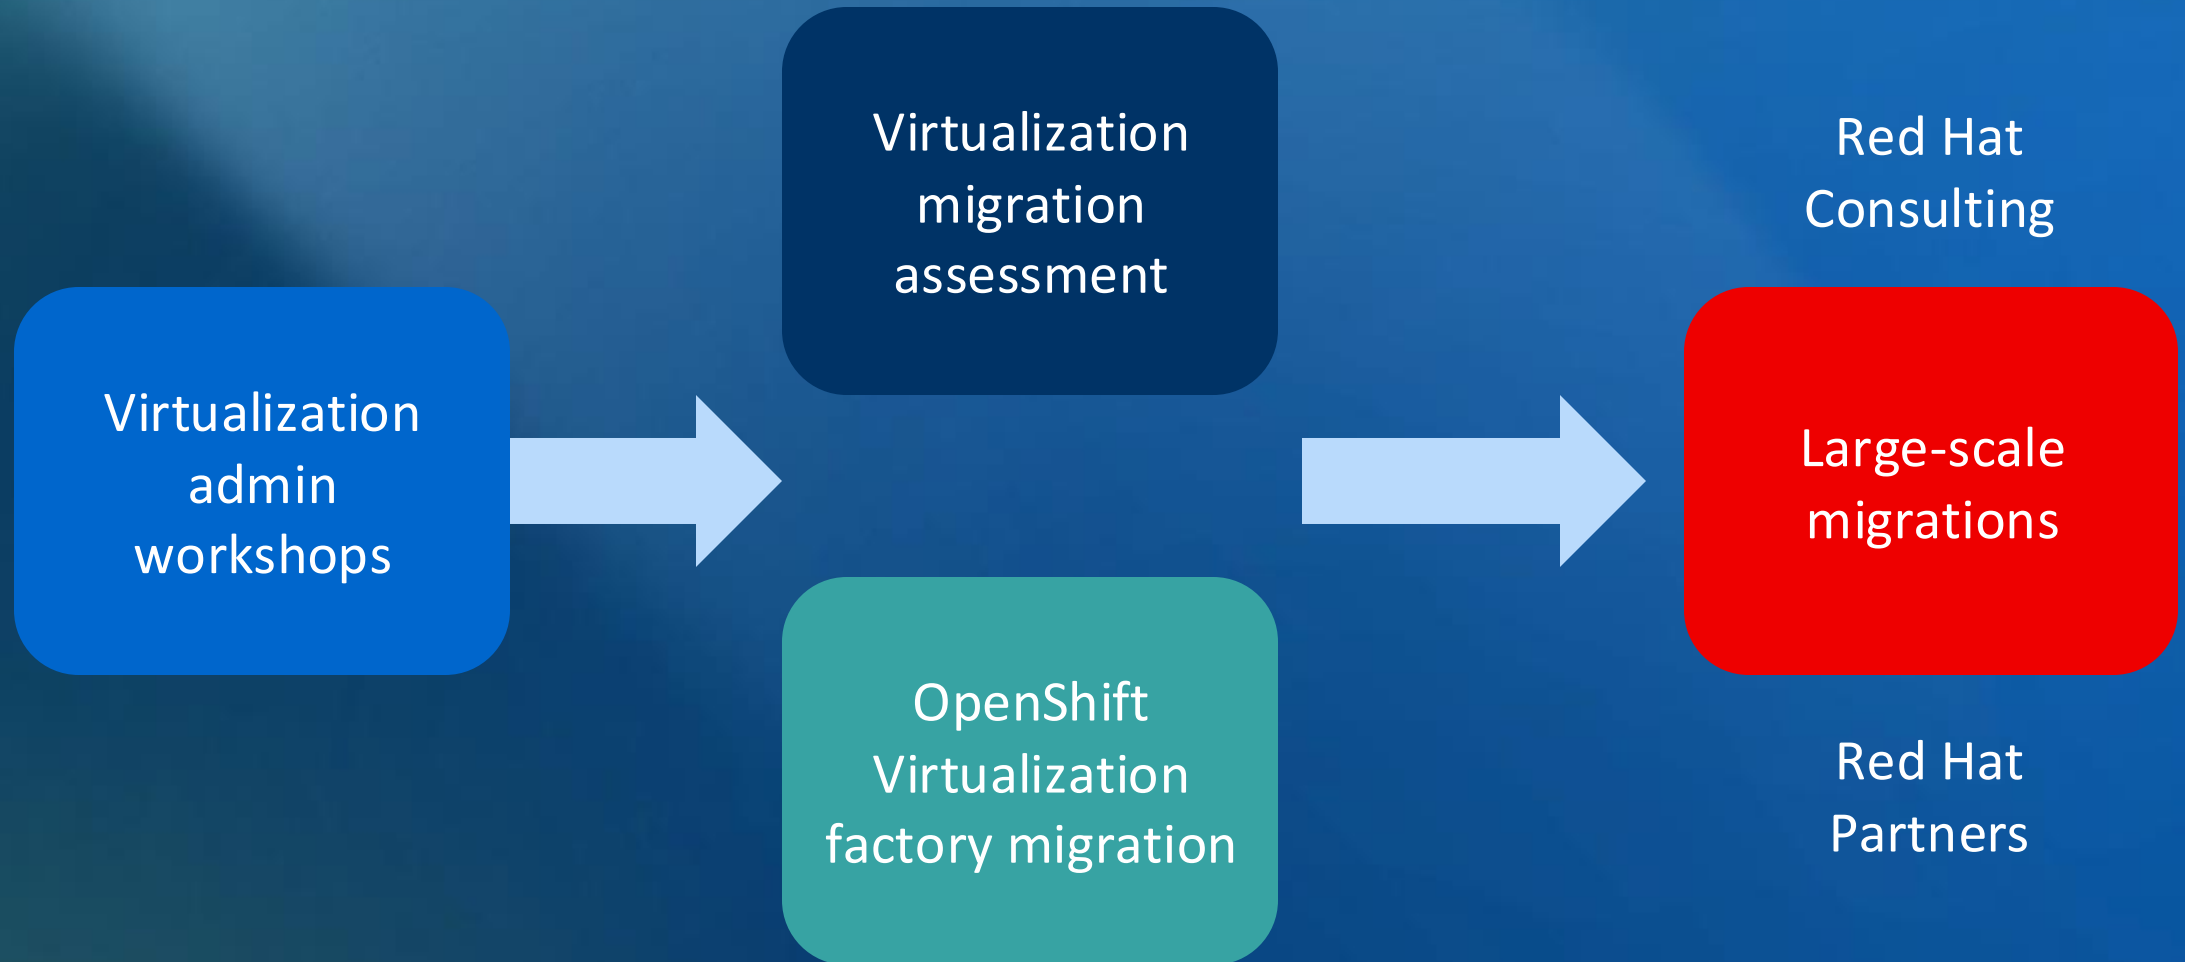 Virtualization
admin
workshops
Virtualization
migration
assessment
OpenShift
Virtualization
factory migration
Red Hat
Consulting
Large-scale
migrations
Red Hat
Partners